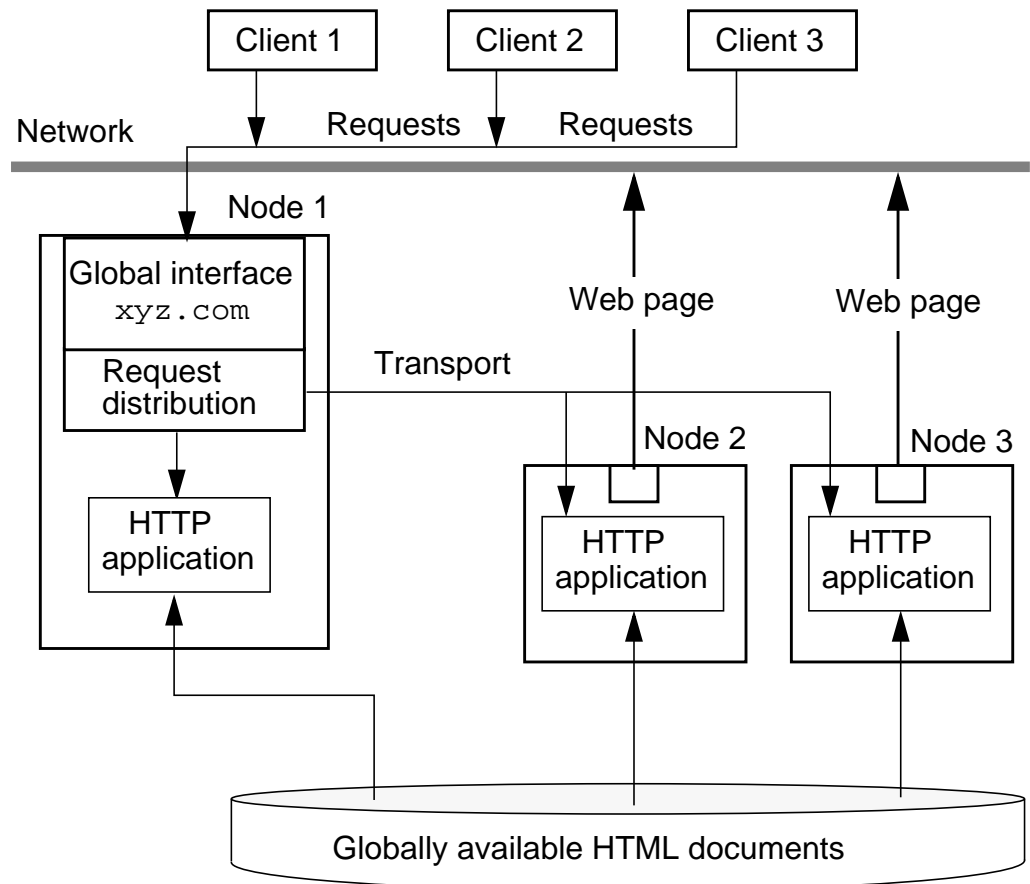 Client 1
Client 2
Client 3
Network
Requests
Requests
Node 1
Global interface
xyz.com
Web page
Web page
Request
distribution
Transport
Node 2
Node 3
HTTP
application
HTTP
application
HTTP
application
Globally available HTML documents